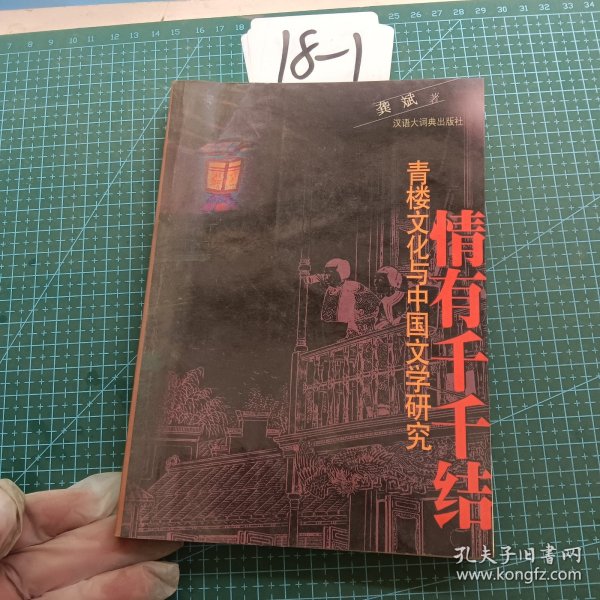 18-1
龚斌 著
汉语大词典出版社
情有千千结
青楼文化与中国文学研究
孔夫子旧书网
www.kongfz.com